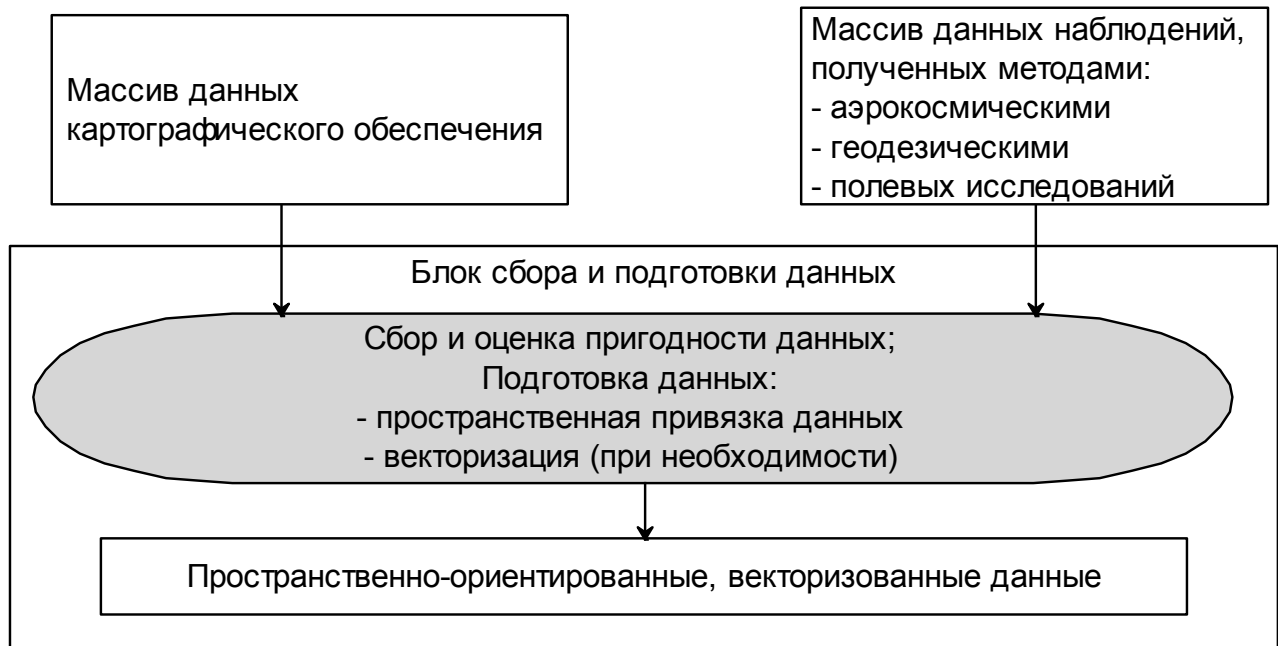 Массив данных
картографического обеспечения
Массив данных наблюдений,
полученных методами:
- аэрокосмическими
- геодезическими
- полевых исследований
Блок сбора и подготовки данных
Сбор и оценка пригодности данных;
Подготовка данных:
- пространственная привязка данных
- векторизация (при необходимости)
Пространственно-ориентированные, векторизованные данные